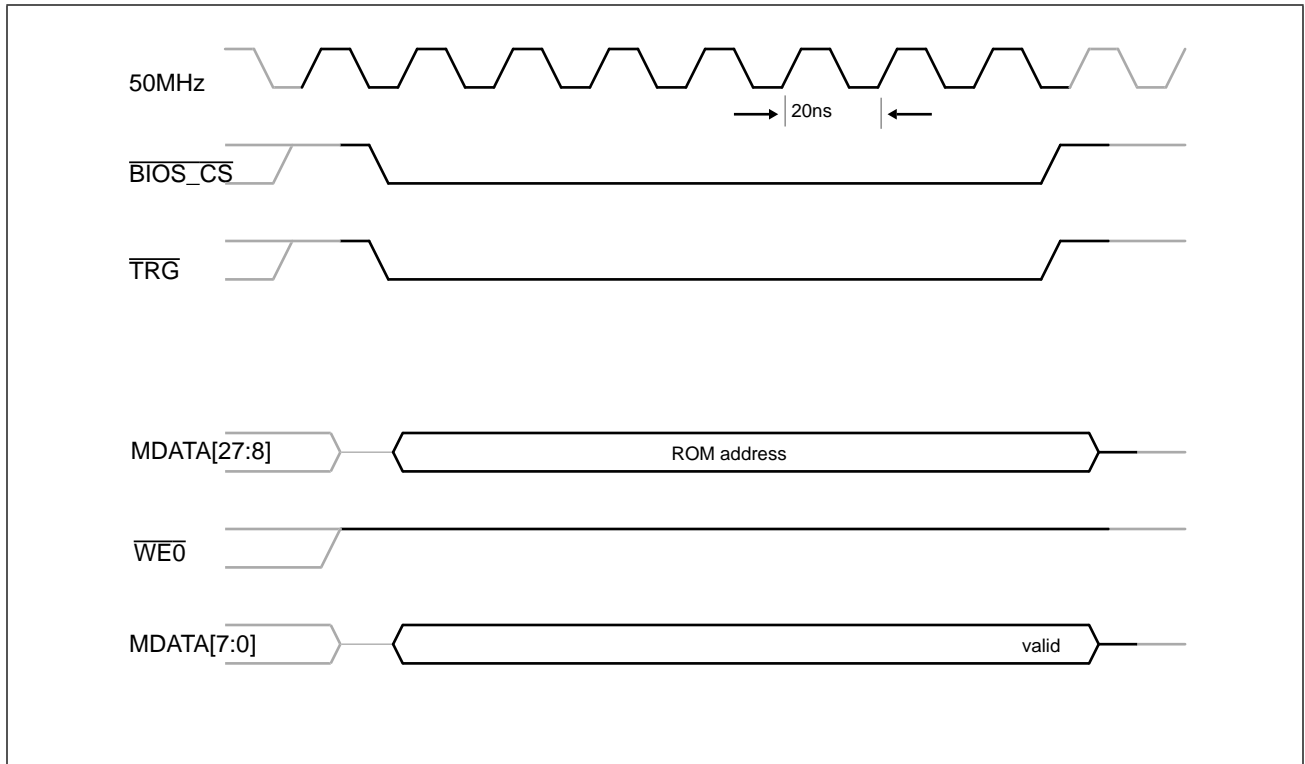 50MHz
20ns
BIOS_CS
TRG
MDATA[27:8]
ROM address
WE0
MDATA[7:0]
valid